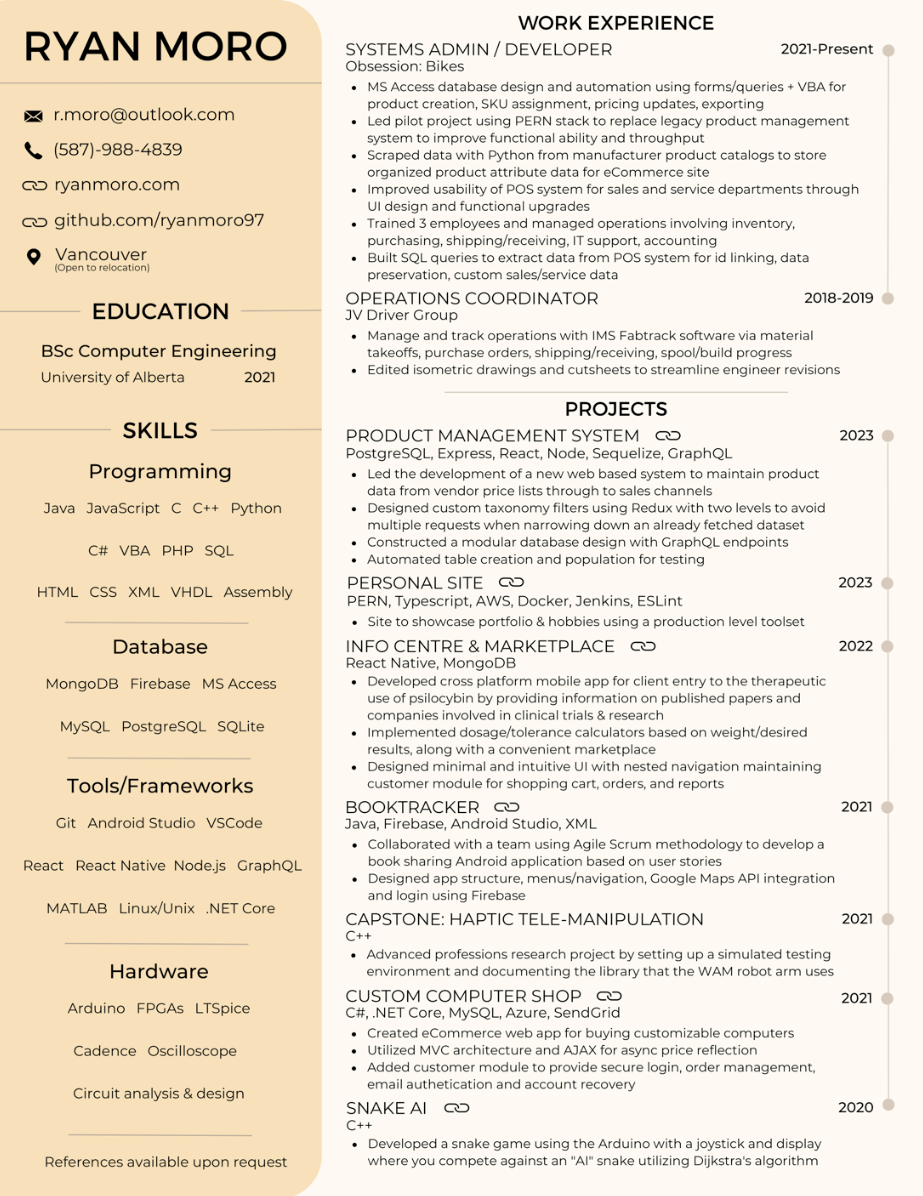 RYAN MORO
r.moro@outlook.com
(587)-988-4839
ryanmoro.com
github.com/ryanmoro97
Vancouver
(Open to relocation)
EDUCATION
BSc Computer Engineering
University of Alberta 2021
SKILLS
Programming
Java JavaScript C C++ Python
C# VBA PHP SQL
HTML CSS XML VHDL Assembly
Database
MongoDB Firebase MS Access
MySQL PostgreSQL SQLite
Tools/Frameworks
Git Android Studio VSCode
React React Native Node.js GraphQL
MATLAB Linux/Unix .NET Core
Hardware
Arduino FPGAs LTSpice
Cadence Oscilloscope
Circuit analysis & design
References available upon request
WORK EXPERIENCE
SYSTEMS ADMIN / DEVELOPER 2021-Present
Obsession: Bikes
• MS Access database design and automation using forms/queries + VBA for
product creation, SKU assignment, pricing updates, exporting
• Led pilot project using PERN stack to replace legacy product management
system to improve functional ability and throughput
• Scraped data with Python from manufacturer product catalogs to store
organized product attribute data for eCommerce site
• Improved usability of POS system for sales and service departments through
UI design and functional upgrades
• Trained 3 employees and managed operations involving inventory,
purchasing, shipping/receiving, IT support, accounting
• Built SQL queries to extract data from POS system for id linking, data
preservation, custom sales/service data
OPERATIONS COORDINATOR 2018-2019
JV Driver Group
• Manage and track operations with IMS Fabtrack software via material
takeoffs, purchase orders, shipping/receiving, spool/build progress
• Edited isometric drawings and cutsheets to streamline engineer revisions
PROJECTS
PRODUCT MANAGEMENT SYSTEM 2023
PostgreSQL, Express, React, Node, Sequelize, GraphQL
• Led the development of a new web based system to maintain product
data from vendor price lists through to sales channels
• Designed custom taxonomy filters using Redux with two levels to avoid
multiple requests when narrowing down an already fetched dataset
• Constructed a modular database design with GraphQL endpoints
• Automated table creation and population for testing
PERSONAL SITE 2023
PERN, Typescript, AWS, Docker, Jenkins, ESLint
• Site to showcase portfolio & hobbies using a production level toolset
INFO CENTRE & MARKETPLACE 2022
React Native, MongoDB
• Developed cross platform mobile app for client entry to the therapeutic
use of psilocybin by providing information on published papers and
companies involved in clinical trials & research
• Implemented dosage/tolerance calculators based on weight/desired
results, along with a convenient marketplace
• Designed minimal and intuitive UI with nested navigation maintaining
customer module for shopping cart, orders, and reports
BOOKTRACKER 2021
Java, Firebase, Android Studio, XML
• Collaborated with a team using Agile Scrum methodology to develop a
book sharing Android application based on user stories
• Designed app structure, menus/navigation, Google Maps API integration
and login using Firebase
CAPSTONE: HAPTIC TELE-MANIPULATION 2021
C++
• Advanced professions research project by setting up a simulated testing
environment and documenting the library that the WAM robot arm uses
CUSTOM COMPUTER SHOP 2021
C#, .NET Core, MySQL, Azure, SendGrid
• Created eCommerce web app for buying customizable computers
• Utilized MVC architecture and AJAX for async price reflection
• Added customer module to provide secure login, order management,
email authetication and account recovery
SNAKE AI 2020
C++
• Developed a snake game using the Arduino with a joystick and display
where you compete against an "AI" snake utilizing Dijkstra's algorithm